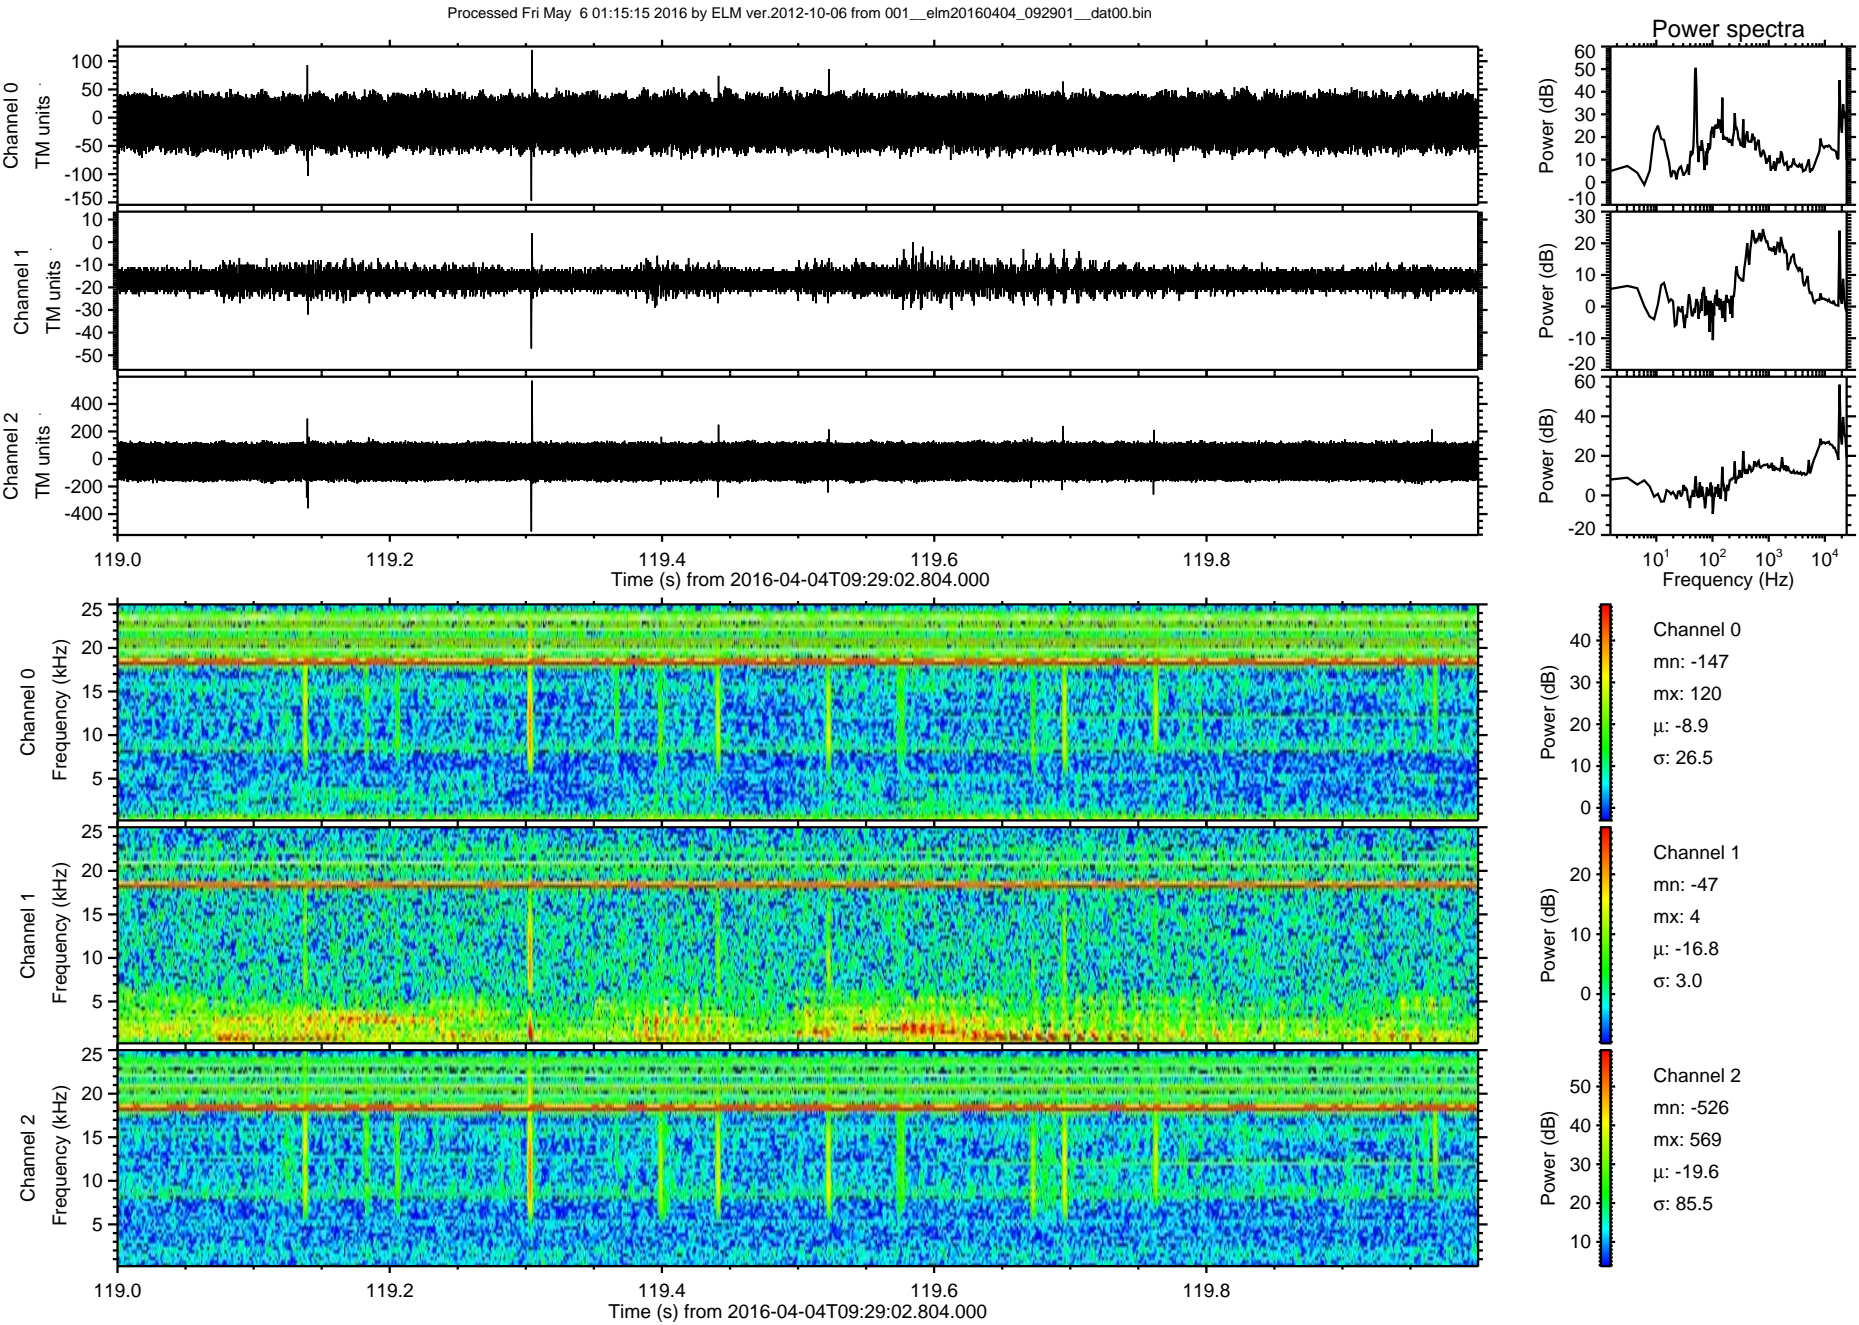 Processed Fri May  6 01:15:15 2016 by ELM ver.2012-10-06 from 001__elm20160404_092901__dat00.bin
Power spectra
Channel 0
TM units
100
50
0
-50
-100
-150
Power (dB)
60
50
40
30
20
10
0
-10
Channel 1
TM units
10
0
-10
-20
-30
-40
-50
Power (dB)
30
20
10
0
-10
-20
Channel 2
TM units
400
200
0
-200
-400
Power (dB)
60
40
20
0
-20
119.0 119.2 119.4 119.6 119.8
Time (s) from 2016-04-04T09:29:02.804.000
10¹ 10² 10³ 10⁴
Frequency (Hz)
Channel 0
Frequency (kHz)
25
20
15
10
5
Power (dB)
40
30
20
10
0
Channel 0
mn: -147
mx: 120
μ: -8.9
σ: 26.5
Channel 1
Frequency (kHz)
25
20
15
10
5
Power (dB)
20
10
0
Channel 1
mn: -47
mx: 4
μ: -16.8
σ: 3.0
Channel 2
Frequency (kHz)
25
20
15
10
5
Power (dB)
50
40
30
20
10
Channel 2
mn: -526
mx: 569
μ: -19.6
σ: 85.5
119.0 119.2 119.4 119.6 119.8
Time (s) from 2016-04-04T09:29:02.804.000